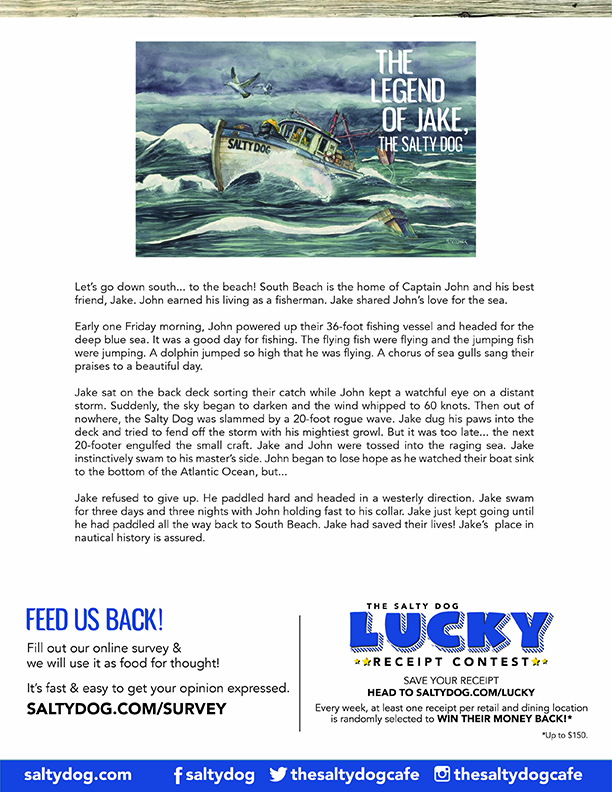 THE
LEGEND
OF JAKE,
THE SALTY DOG
SALTY DOG
Let's go down south... to the beach! South Beach is the home of Captain John and his best
friend, Jake. John earned his living as a fisherman. Jake shared John's love for the sea.
Early one Friday morning, John powered up their 36-foot fishing vessel and headed for the
deep blue sea. It was a good day for fishing. The flying fish were flying and the jumping fish
were jumping. A dolphin jumped so high that he was flying. A chorus of sea gulls sang their
praises to a beautiful day.
Jake sat on the back deck sorting their catch while John kept a watchful eye on a distant
storm. Suddenly, the sky began to darken and the wind whipped to 60 knots. Then out of
nowhere, the Salty Dog was slammed by a 20-foot rogue wave. Jake dug his paws into the
deck and tried to fend off the storm with his mightiest growl. But it was too late... the next
20-footer engulfed the small craft. Jake and John were tossed into the raging sea. Jake
instinctively swam to his master's side. John began to lose hope as he watched their boat sink
to the bottom of the Atlantic Ocean, but...
Jake refused to give up. He paddled hard and headed in a westerly direction. Jake swam
for three days and three nights with John holding fast to his collar. Jake just kept going until
he had paddled all the way back to South Beach. Jake had saved their lives! Jake's place in
nautical history is assured.
FEED US BACK!
Fill out our online survey &
we will use it as food for thought!
It's fast & easy to get your opinion expressed.
SALTYDOG.COM/SURVEY
THE SALTY DOG
LUCKY
RECEIPT CONTEST
SAVE YOUR RECEIPT
HEAD TO SALTYDOG.COM/LUCKY
Every week, at least one receipt per retail and dining location
is randomly selected to WIN THEIR MONEY BACK!*
*Up to $150.
saltydog.com saltydog thesaltydogcafe thesaltydogcafe